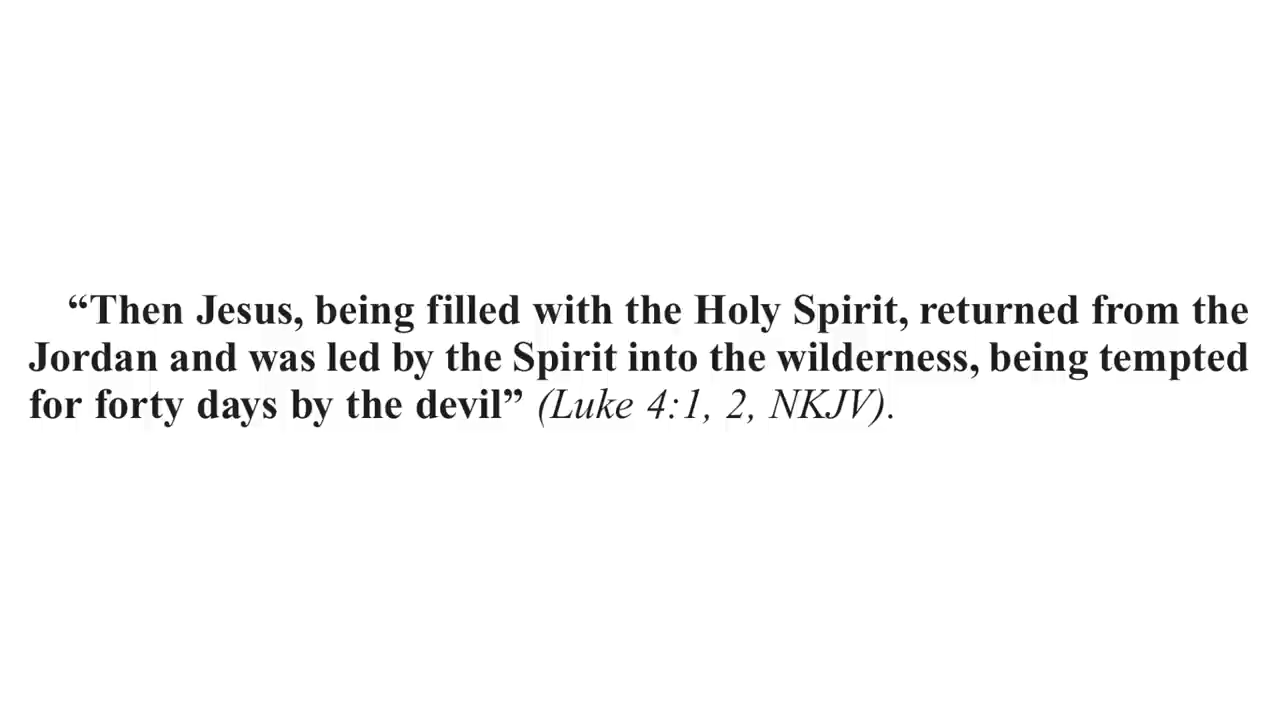 “Then Jesus, being filled with the Holy Spirit, returned from the
Jordan and was led by the Spirit into the wilderness, being tempted
for forty days by the devil” (Luke 4:1, 2, NKJV).